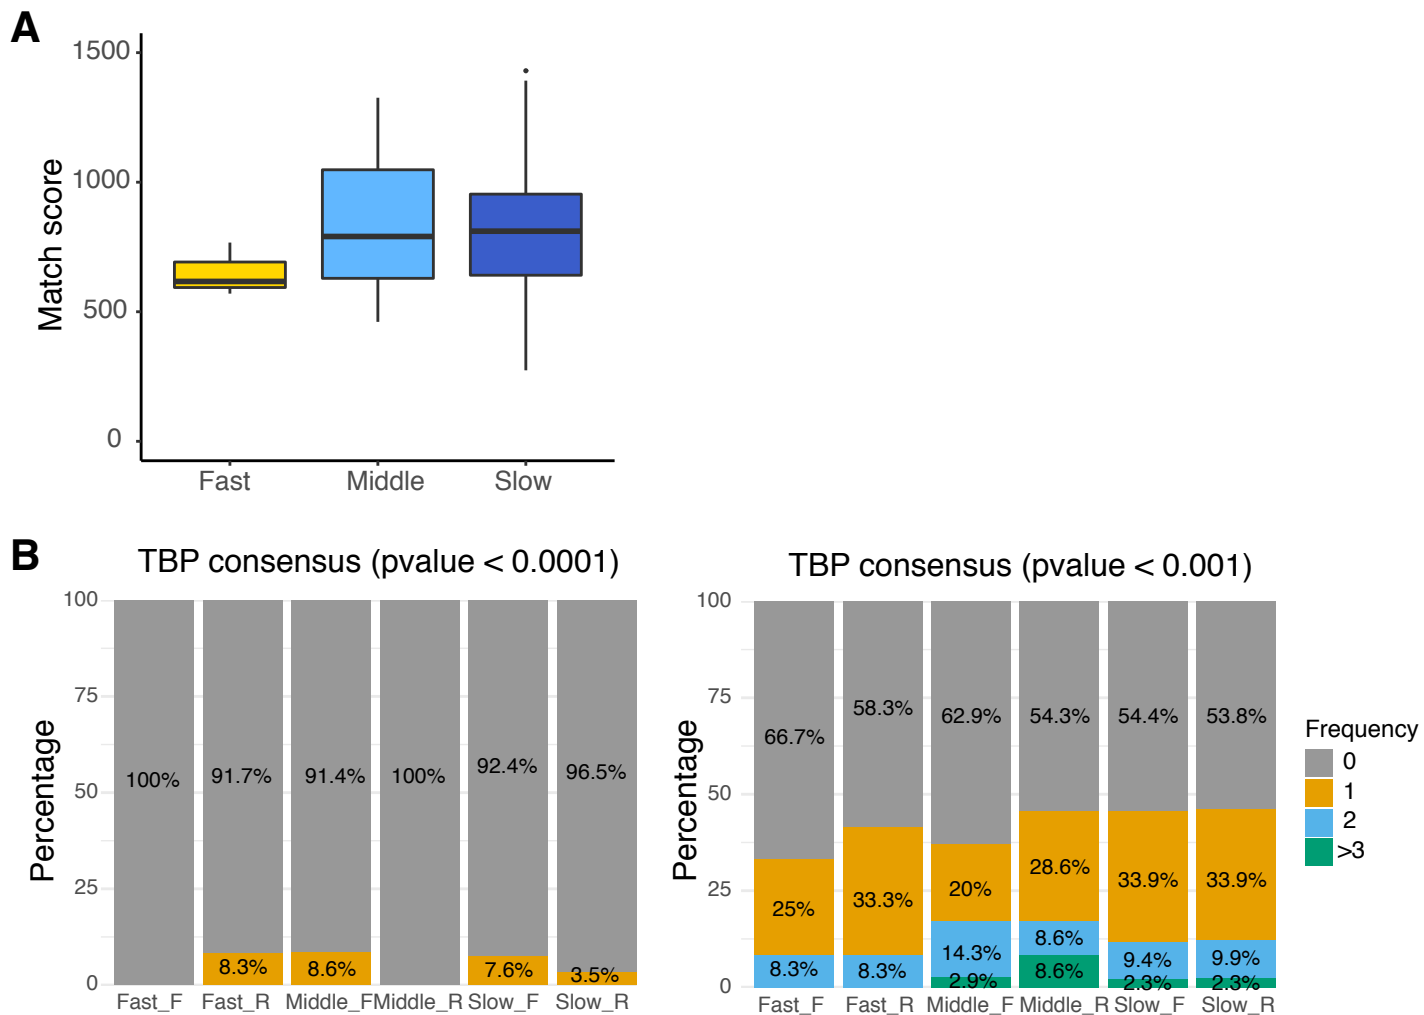 A
1500
1000
500
0
Match score
Fast Middle Slow
B
TBP consensus (pvalue < 0.0001)
100
75
50
25
0
Percentage
100% 91.7% 91.4% 100% 92.4% 96.5%
8.3% 8.6% 7.6% 3.5%
Fast_F Fast_R Middle_F Middle_R Slow_F Slow_R
TBP consensus (pvalue < 0.001)
100
75
50
25
0
Percentage
66.7% 58.3% 62.9% 54.3% 54.4% 53.8%
25% 33.3% 20% 28.6% 33.9% 33.9%
8.3% 8.3% 14.3% 8.6% 9.4% 9.9%
2.9% 8.6% 2.3% 2.3%
Fast_F Fast_R Middle_F Middle_R Slow_F Slow_R
Frequency
0
1
2
>3